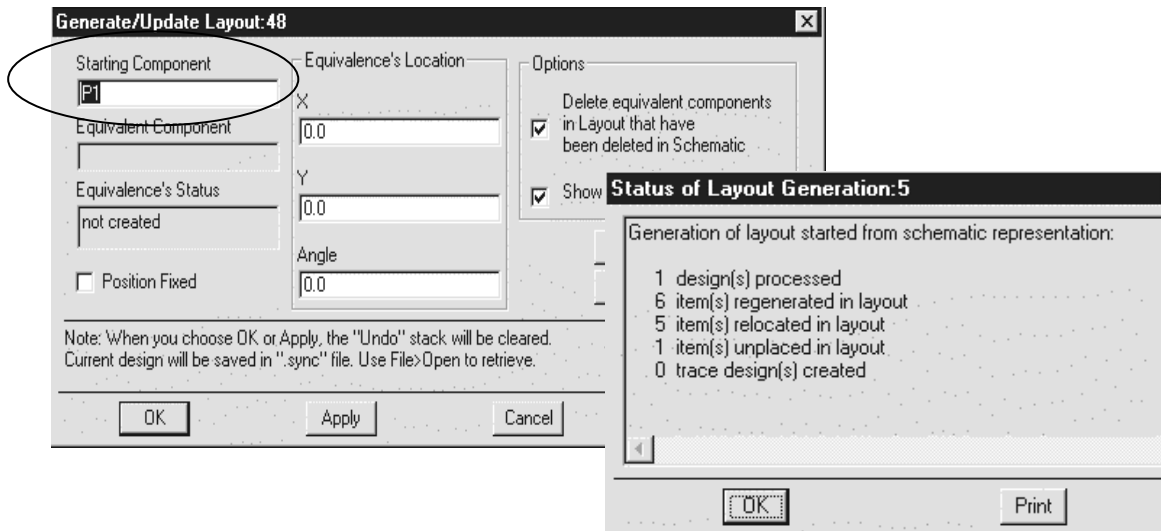 Generate/Update Layout:48
Starting Component
P1
Equivalent Component
Equivalence's Status
not created
Position Fixed
Equivalence's Location
X
0.0
Y
0.0
Angle
0.0
Options
Delete equivalent components
in Layout that have
been deleted in Schematic
Show
Note: When you choose OK or Apply, the "Undo" stack will be cleared.
Current design will be saved in ".sync" file. Use File>Open to retrieve.
OK
Apply
Cancel
Status of Layout Generation:5
Generation of layout started from schematic representation:
1 design(s) processed
6 item(s) regenerated in layout
5 item(s) relocated in layout
1 item(s) unplaced in layout
0 trace design(s) created
OK
Print